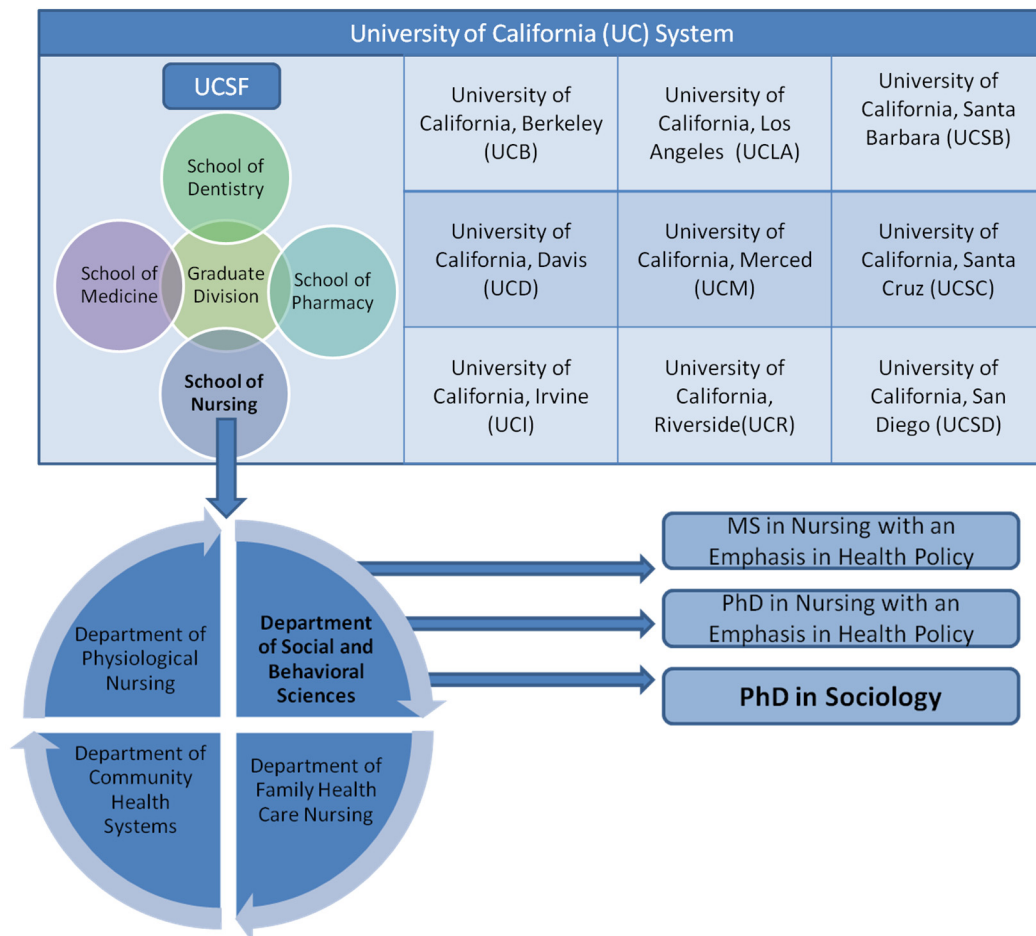 University of California (UC) System
UCSF
School of
Dentistry
School of
Medicine
Graduate
Division
School of
Pharmacy
School of
Nursing
University of
California, Berkeley
(UCB)
University of
California, Los
Angeles (UCLA)
University of
California, Santa
Barbara (UCSB)
University of
California, Davis
(UCD)
University of
California, Merced
(UCM)
University of
California, Santa
Cruz (UCSC)
University of
California, Irvine
(UCI)
University of
California,
Riverside(UCR)
University of
California, San
Diego (UCSD)
Department of
Physiological
Nursing
Department
of Social and
Behavioral
Sciences
Department of
Community
Health
Systems
Department of
Family Health
Care Nursing
MS in Nursing with an
Emphasis in Health Policy
PhD in Nursing with an
Emphasis in Health Policy
PhD in Sociology